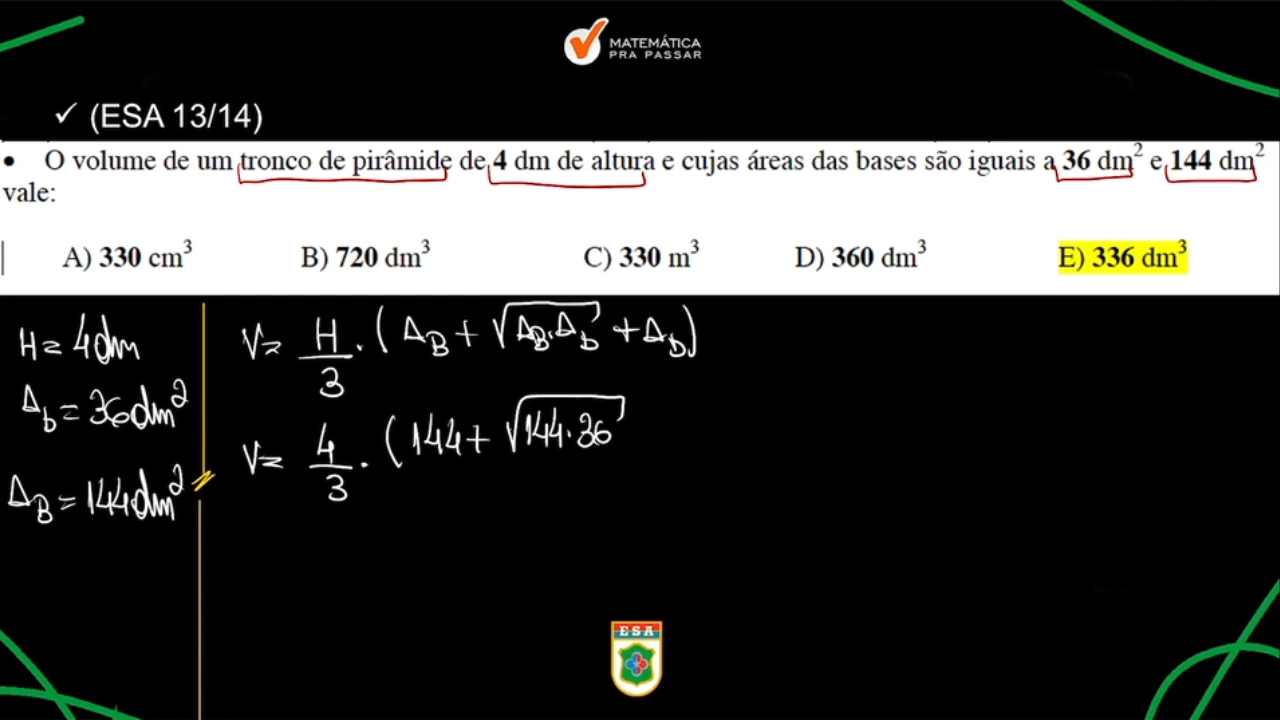 MATEMÁTICA
PRA PASSAR
✓ (ESA 13/14)
• O volume de um tronco de pirâmide de 4 dm de altura e cujas áreas das bases são iguais a 36 dm² e 144 dm²
vale:
A) 330 cm³ B) 720 dm³ C) 330 m³ D) 360 dm³ E) 336 dm³
H = 4dm
A_b = 36dm²
A_B = 144dm²
V = H/3 . (A_B + √(A_B . A_b) + A_b)
V = 4/3 . (144 + √(144 . 36)
ESA